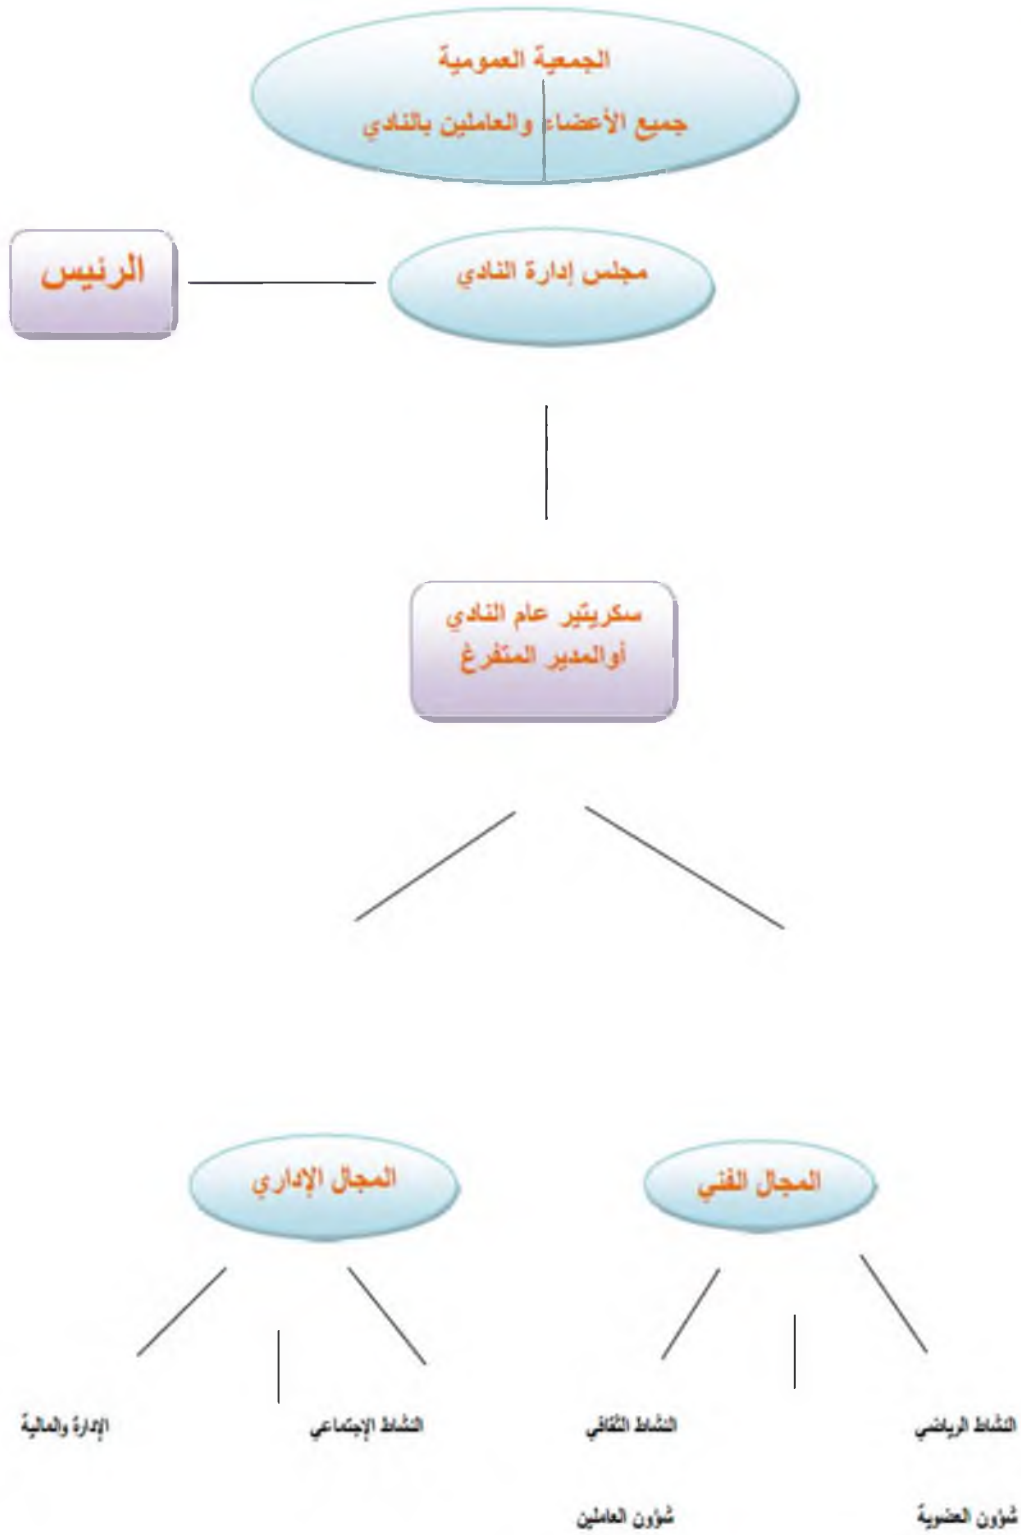 الجمعية العمومية
جميع الأعضاء والعاملين بالنادي
مجلس إدارة النادي
الرئيس
سكريتير عام النادي
أوالمدير المتفرغ
المجال الفني
المجال الإداري
النشاط الرياضي
النشاط الثقافي
النشاط الإجتماعي
الإدارة والمالية
شؤون العضوية
شؤون العاملين